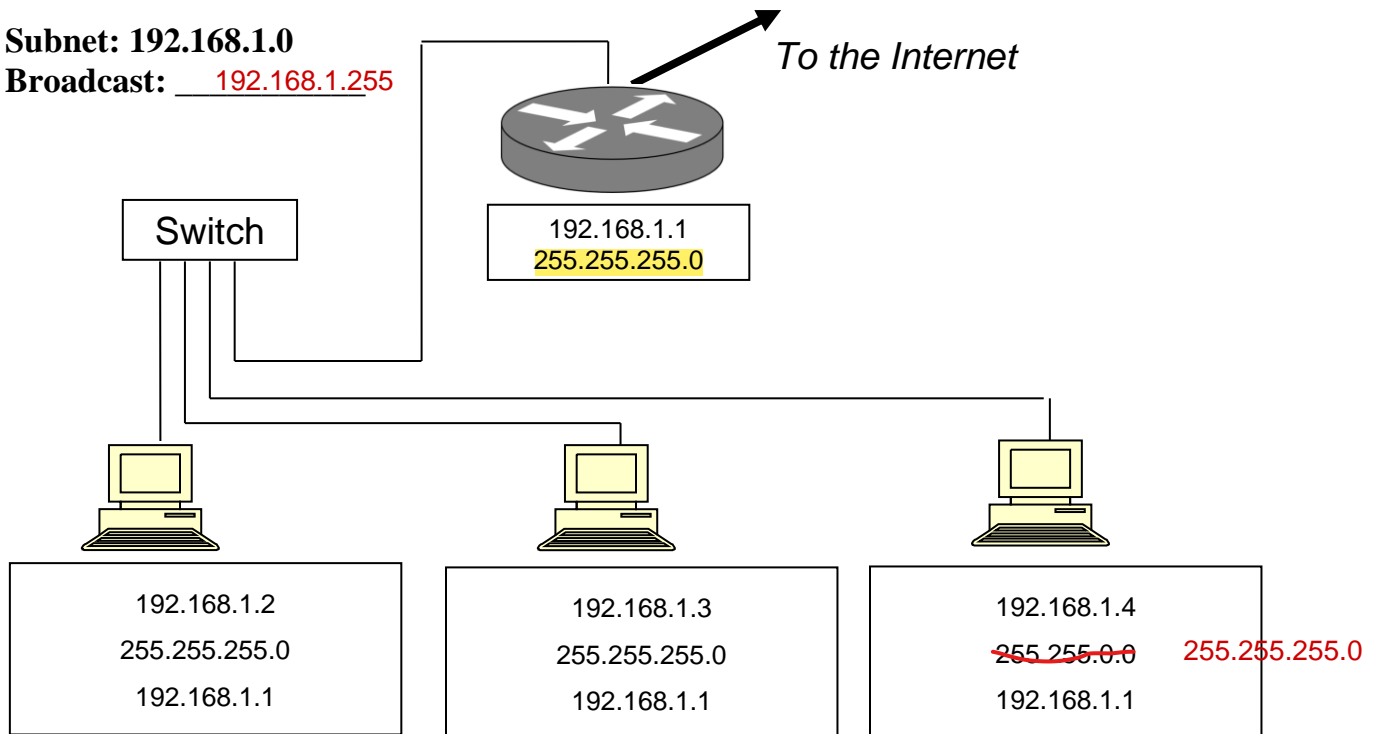 Subnet: 192.168.1.0
Broadcast: ____________ 192.168.1.255
To the Internet
Switch
192.168.1.1
255.255.255.0
192.168.1.2
255.255.255.0
192.168.1.1
192.168.1.3
255.255.255.0
192.168.1.1
192.168.1.4
255.255.0.0 255.255.255.0
192.168.1.1